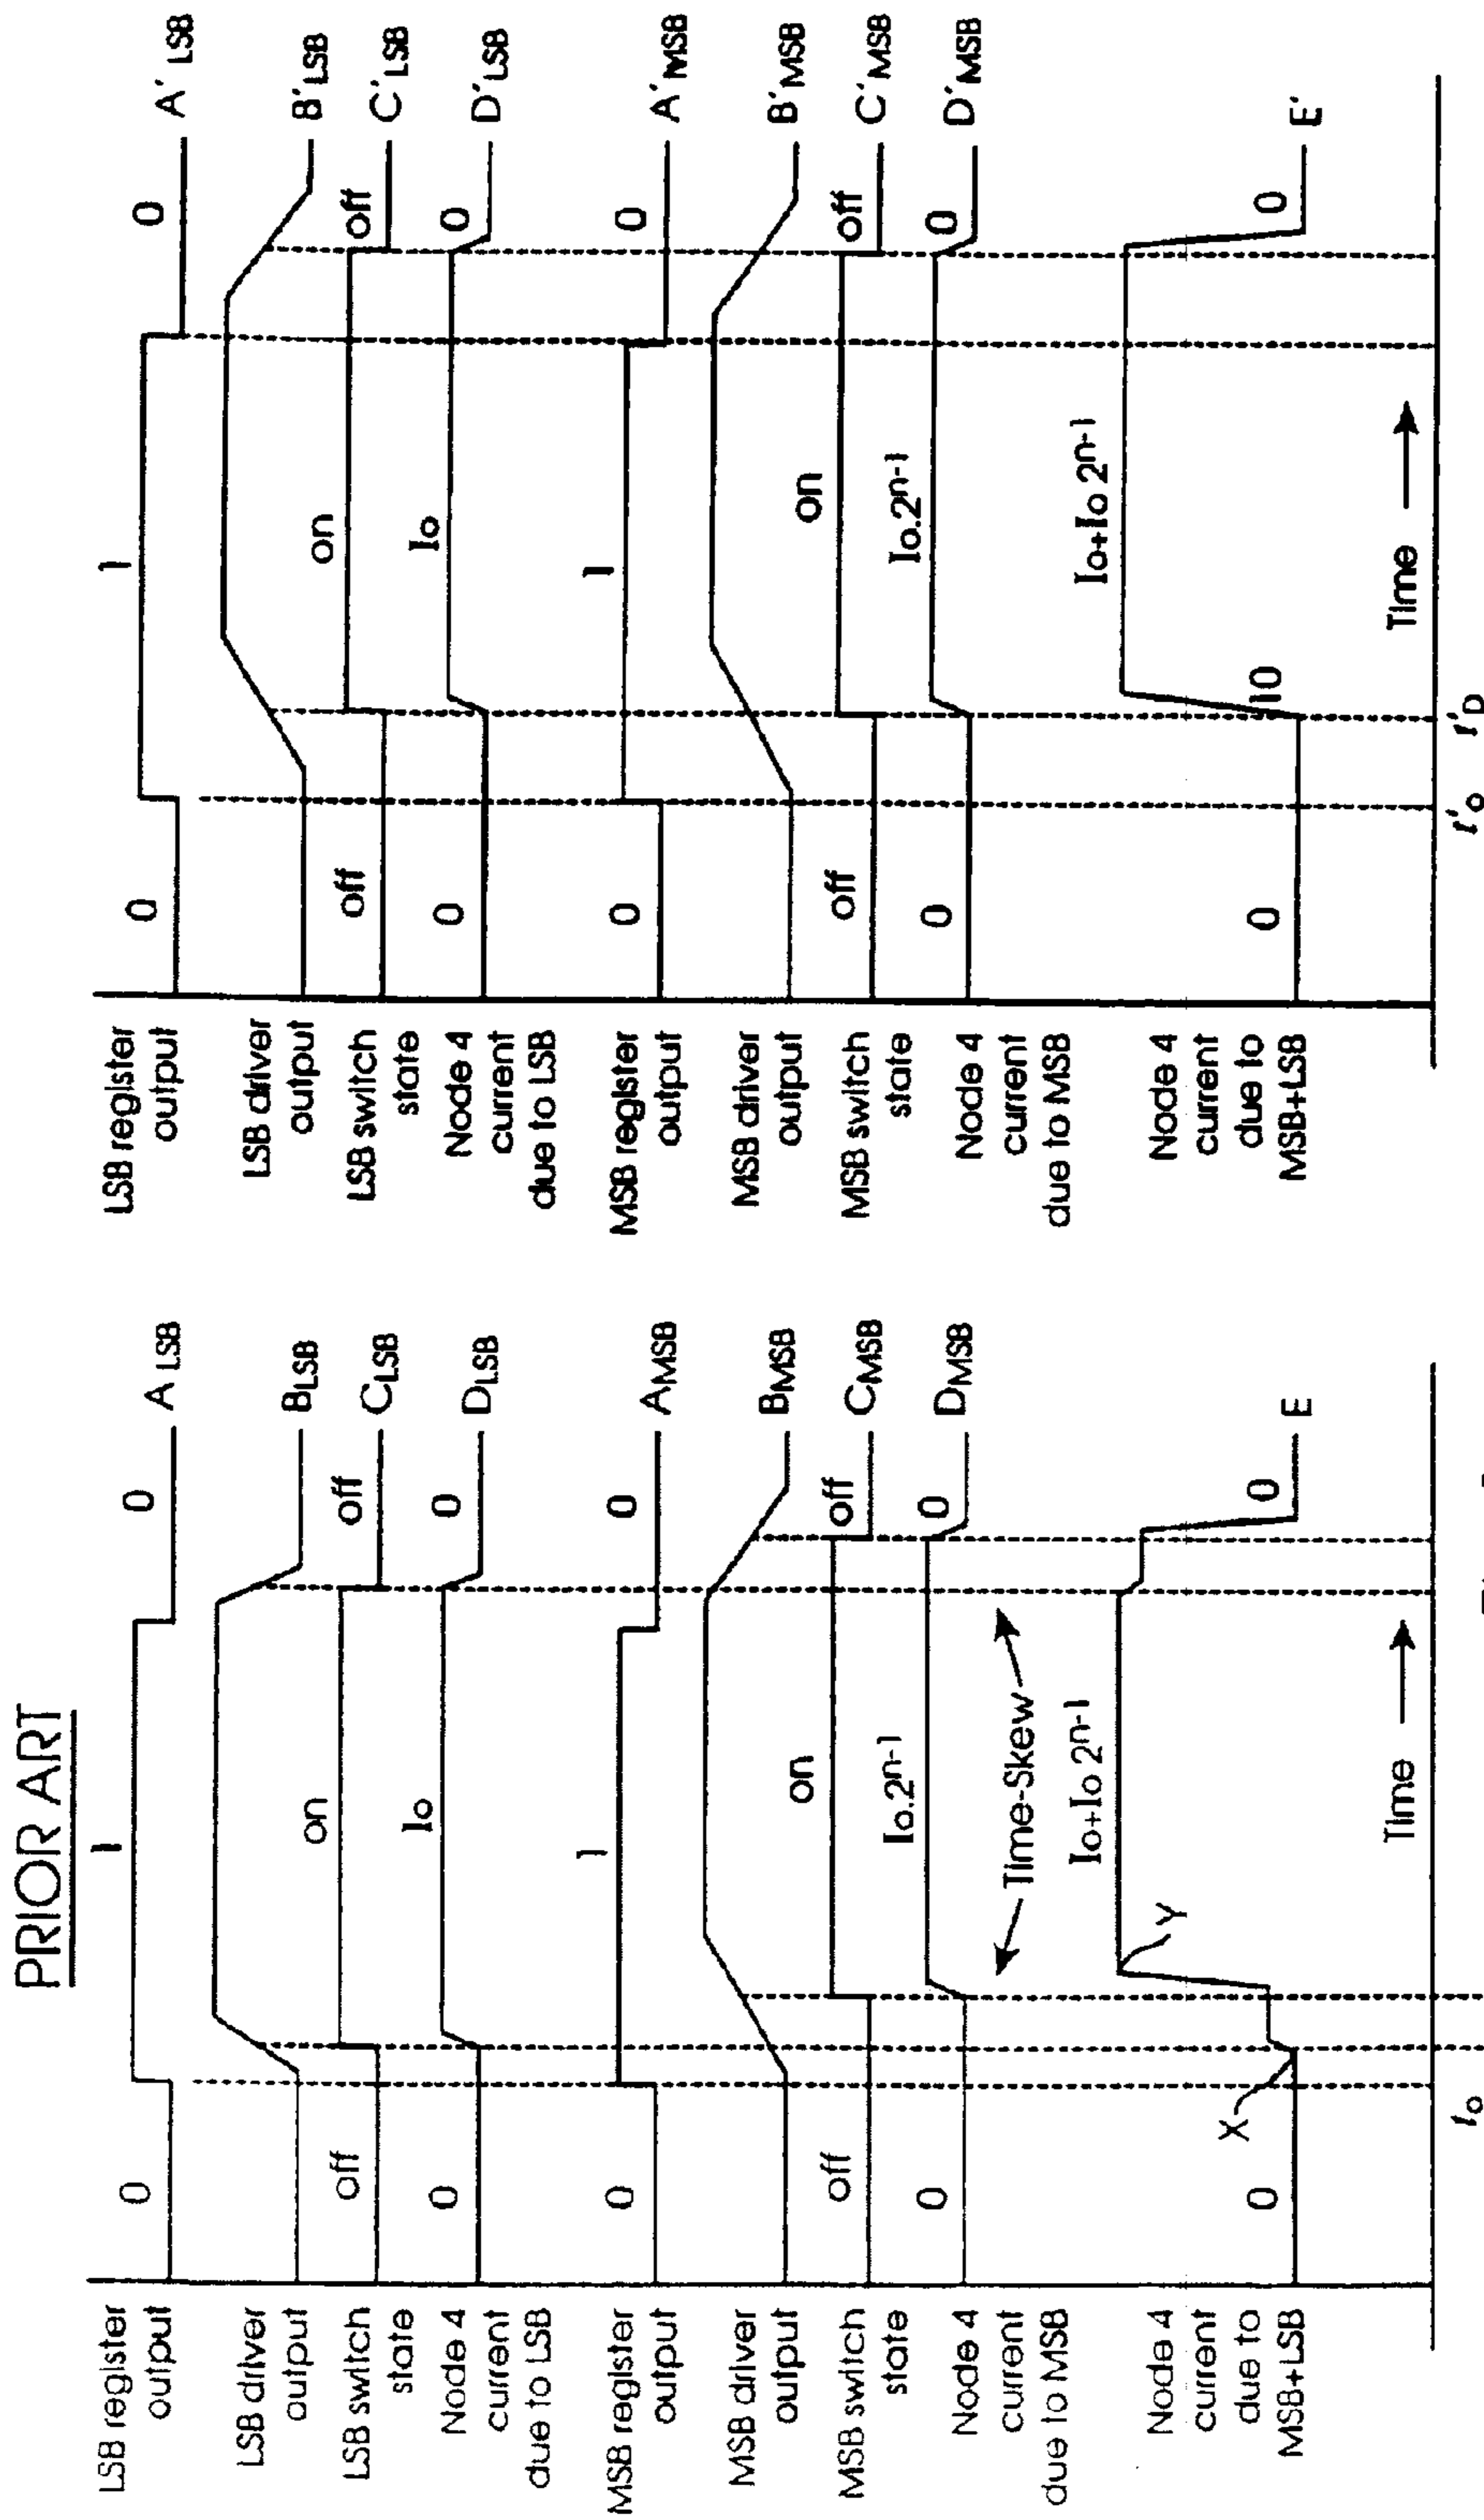 PRIOR ART
LSB register
output
0
1
0
A LSB
LSB driver
output
BLSB
LSB switch
state
off
on
off
CLSB
Node 4
current
due to LSB
0
Io
0
DLSB
MSB register
output
0
1
0
AMSB
MSB driver
output
BMSB
MSB switch
state
off
on
off
CMSB
Node 4
current
due to MSB
0
Io.2n-1
0
DMSB
Time-Skew
Node 4
current
due to
MSB+LSB
0
X
Y
Io+Io 2n-1
0
E
Time
to
LSB register
output
0
1
0
A'LSB
LSB driver
output
B'LSB
LSB switch
state
off
on
off
C'LSB
Node 4
current
due to LSB
0
Io
0
D'LSB
MSB register
output
0
1
0
A'MSB
MSB driver
output
B'MSB
MSB switch
state
off
on
off
C'MSB
Node 4
current
due to MSB
0
Io.2n-1
0
D'MSB
Node 4
current
due to
MSB+LSB
0
10
Io+Io 2n-1
0
E'
Time
t'o
t'D